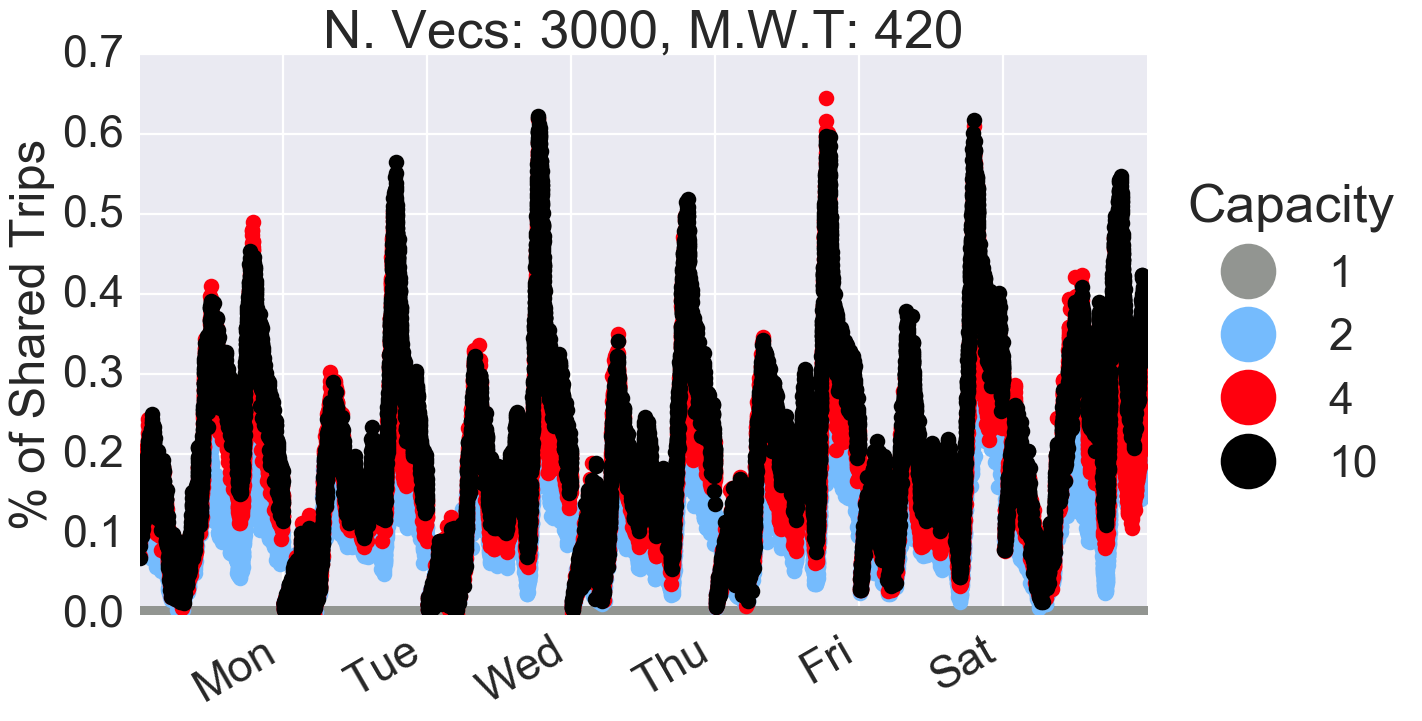 N. Vecs: 3000, M.W.T: 420
% of Shared Trips
0.7
0.6
0.5
0.4
0.3
0.2
0.1
0.0
Mon
Tue
Wed
Thu
Fri
Sat
Capacity
1
2
4
10